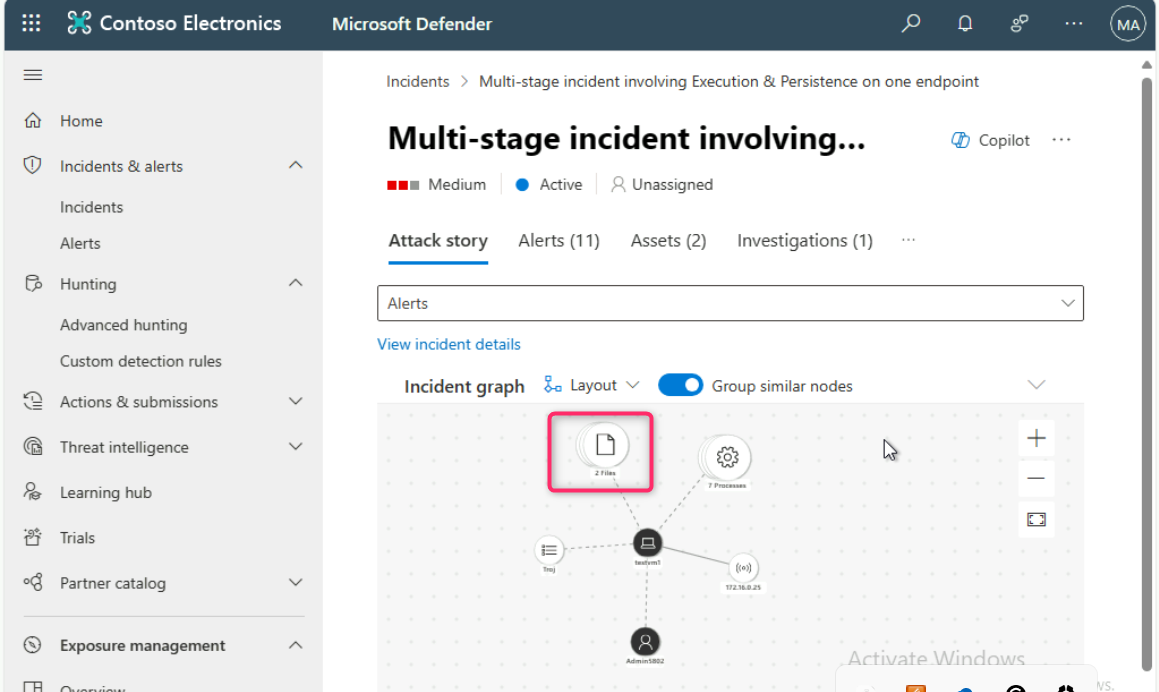 Contoso Electronics Microsoft Defender MA
Incidents > Multi-stage incident involving Execution & Persistence on one endpoint
Home
Multi-stage incident involving... Copilot ...
Incidents & alerts
Medium Active Unassigned
Incidents
Alerts
Attack story Alerts (11) Assets (2) Investigations (1) ...
Hunting
Alerts
Advanced hunting
View incident details
Custom detection rules
Incident graph Layout Group similar nodes
Actions & submissions
Threat intelligence
2 Files
7 Processes
Learning hub
Trials
testvm1
Troj
Partner catalog
172.16.0.25
Exposure management
Admin5802
Activate Windows
Overview
ws.